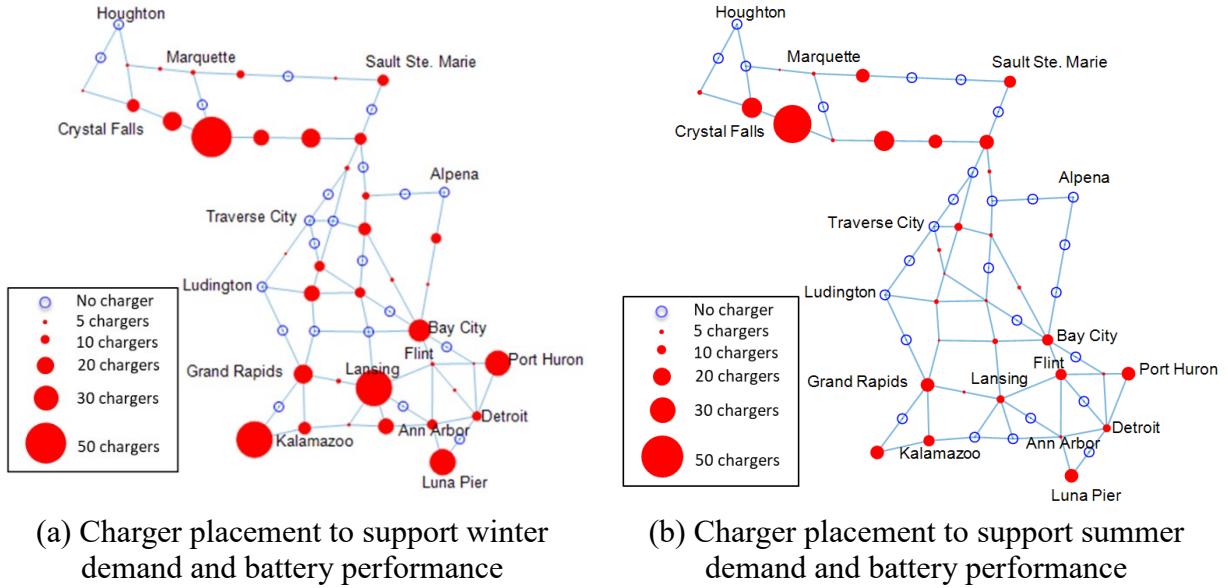 Houghton
Marquette
Sault Ste. Marie
Crystal Falls
Alpena
Traverse City
Ludington
Bay City
Flint
Port Huron
Grand Rapids
Lansing
Detroit
Kalamazoo
Ann Arbor
Luna Pier
No charger
5 chargers
10 chargers
20 chargers
30 chargers
50 chargers
(a) Charger placement to support winter
demand and battery performance
Houghton
Marquette
Sault Ste. Marie
Crystal Falls
Alpena
Traverse City
Ludington
Bay City
Flint
Port Huron
Grand Rapids
Lansing
Detroit
Kalamazoo
Ann Arbor
Luna Pier
No charger
5 chargers
10 chargers
20 chargers
30 chargers
50 chargers
(b) Charger placement to support summer
demand and battery performance